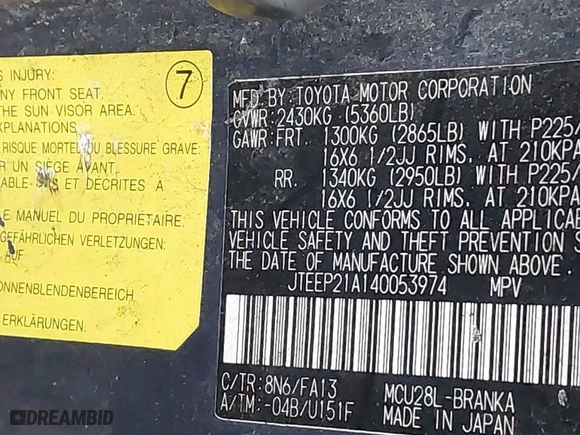 S INJURY:
NY FRONT SEAT.
THE SUN VISOR AREA.
XPLANATIONS.
RISQUE MORTEL OU BLESSURE GRAVE:
R UN SIÈGE AVANT.
ABLE SRS ET DÉCRITES A
LE MANUEL DU PROPRIÉTAIRE.
GEFÄHRLICHEN VERLETZUNGEN:
AUF
ONNENBLENDENBEREICH.
ERKLÄRUNGEN.
7
MFD.BY:TOYOTA MOTOR CORPORATION
GVWR:2430KG (5360LB)
GAWR:FRT. 1300KG (2865LB) WITH P225/
16X6 1/2JJ RIMS, AT 210KPA
RR. 1340KG (2950LB) WITH P225/
16X6 1/2JJ RIMS, AT 210KPA
THIS VEHICLE CONFORMS TO ALL APPLICAB
VEHICLE SAFETY AND THEFT PREVENTION S
THE DATE OF MANUFACTURE SHOWN ABOVE.
JTEEP21A140053974 MPV
C/TR:8N6/FA13 MCU28L-BRANKA
A/TM:-04B/U151F MADE IN JAPAN
DREAMBID